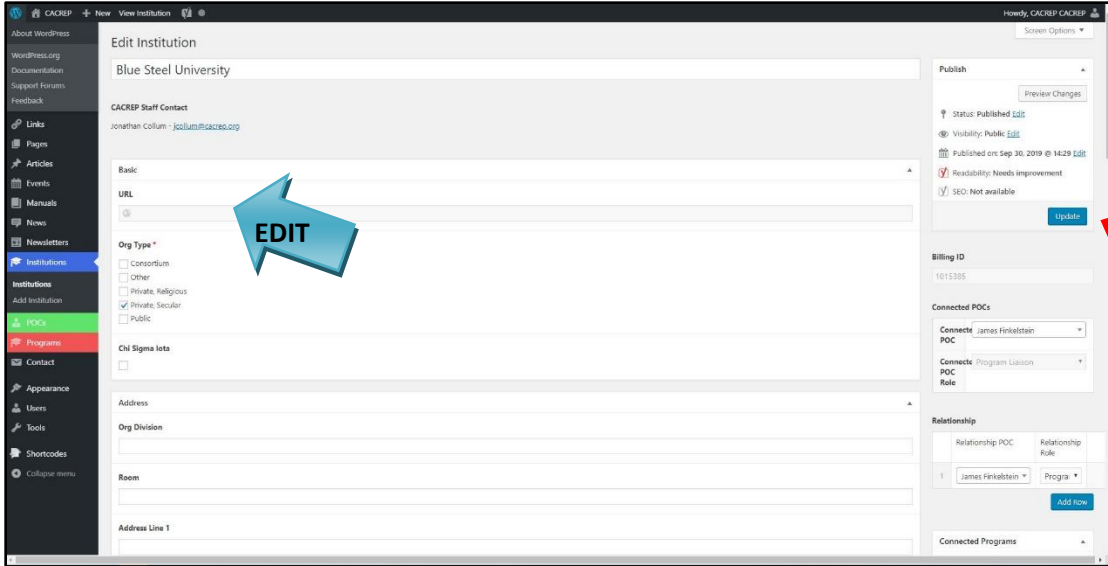 CACREP + New View Institution
Howdy, CACREP CACREP
About WordPress
WordPress.org
Documentation
Support Forums
Feedback
Links
Pages
Articles
Events
Manuals
News
Newsletters
Institutions
Institutions
Add Institution
POCs
Programs
Contact
Appearance
Users
Tools
Shortcodes
Collapse menu
Screen Options
Edit Institution
Blue Steel University
CACREP Staff Contact
Jonathan Collum - jcollum@cacrep.org
Basic
URL
EDIT
Org Type *
Consortium
Other
Private, Religious
Private, Secular
Public
Chi Sigma Iota
Address
Org Division
Room
Address Line 1
Publish
Preview Changes
Status: Published Edit
Visibility: Public Edit
Published on: Sep 30, 2019 @ 14:29 Edit
Readability: Needs improvement
SEO: Not available
Update
Billing ID
1015385
Connected POCs
Connecte James Finkelstein
POC
Connecte Program Liaison
POC
Role
Relationship
Relationship POC Relationship
Role
1 James Finkelstein Progra
Add Row
Connected Programs